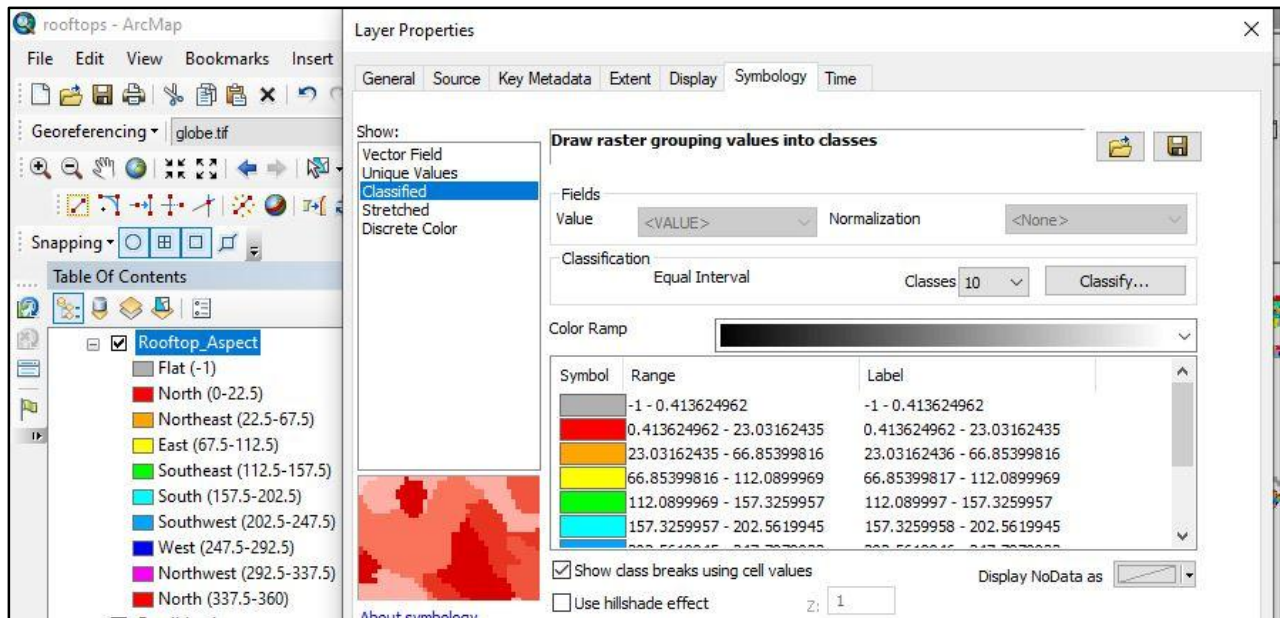 rooftops - ArcMap
File Edit View Bookmarks Insert
Georeferencing globe.tif
Snapping
Table Of Contents
Rooftop_Aspect
Flat (-1)
North (0-22.5)
Northeast (22.5-67.5)
East (67.5-112.5)
Southeast (112.5-157.5)
South (157.5-202.5)
Southwest (202.5-247.5)
West (247.5-292.5)
Northwest (292.5-337.5)
North (337.5-360)
Layer Properties
General Source Key Metadata Extent Display Symbology Time
Show:
Vector Field
Unique Values
Classified
Stretched
Discrete Color
About symbology
Draw raster grouping values into classes
Fields
Value <VALUE> Normalization <None>
Classification
Equal Interval Classes 10 Classify...
Color Ramp
Symbol Range Label
-1 - 0.413624962 -1 - 0.413624962
0.413624962 - 23.03162435 0.413624962 - 23.03162435
23.03162435 - 66.85399816 23.03162436 - 66.85399816
66.85399816 - 112.0899969 66.85399817 - 112.0899969
112.0899969 - 157.3259957 112.089997 - 157.3259957
157.3259957 - 202.5619945 157.3259958 - 202.5619945
Show class breaks using cell values Display NoData as
Use hillshade effect Z: 1